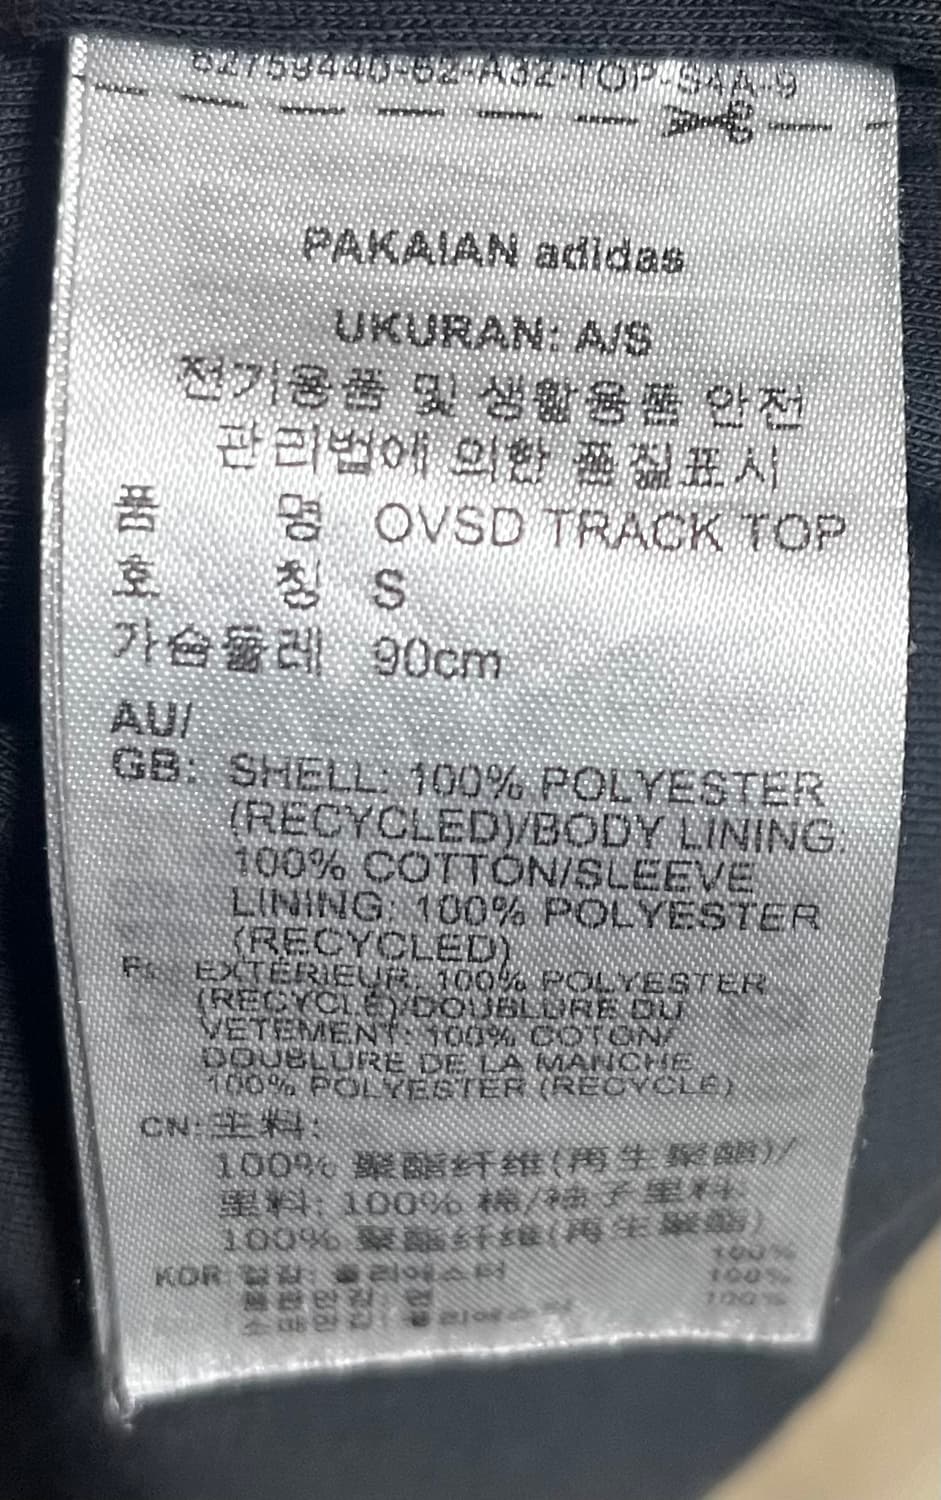 62759440-62-A32-TOP-S4A-9
PAKAIAN adidas
UKURAN: A/S
전기용품 및 생활용품 안전
관리법에 의한 품질표시
품 명 OVSD TRACK TOP
호 칭 S
가슴둘레 90cm
AU/
GB: SHELL: 100% POLYESTER
(RECYCLED)/BODY LINING:
100% COTTON/SLEEVE
LINING: 100% POLYESTER
(RECYCLED)
EXTÉRIEUR: 100% POLYESTER
(RECYCLÉ)/DOUBLURE DU
VÊTEMENT: 100% COTON/
DOUBLURE DE LA MANCHE
100% POLYESTER (RECYCLÉ)
CN: 主料:
100% 聚酯纤维(再生聚酯)/
里料: 100% 棉/袖子里料:
100% 聚酯纤维(再生聚酯)
KOR: 겉감: 폴리에스터 100%
몸판안감: 면 100%
소매안감: 폴리에스터 100%